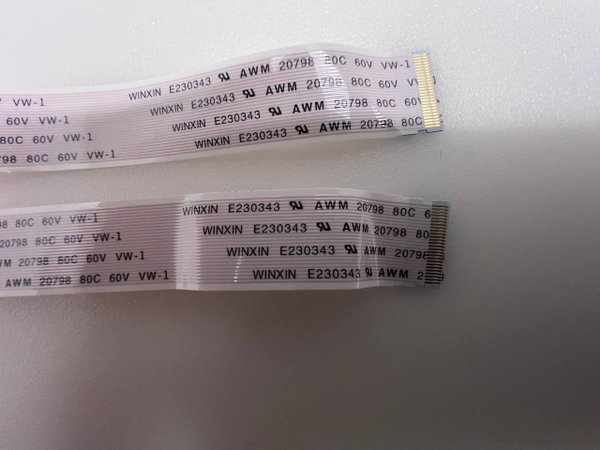 VW-1 WINXIN E230343 AWM 20798 80C 60V VW-1
60V VW-1 WINXIN E230343 AWM 20798 80C 60V
80C 60V VW-1 WINXIN E230343 AWM 20798 80C 60V
80C 60V VW-1 WINXIN E230343 AWM 20798 80C
80C 60V VW-1 WINXIN E230343 AWM 20798 80C
20798 80C 60V VW-1 WINXIN E230343 AWM 20798 80
AWM 20798 80C 60V VW-1 WINXIN E230343 AWM 20798
AWM 20798 80C 60V VW-1 WINXIN E230343 AWM